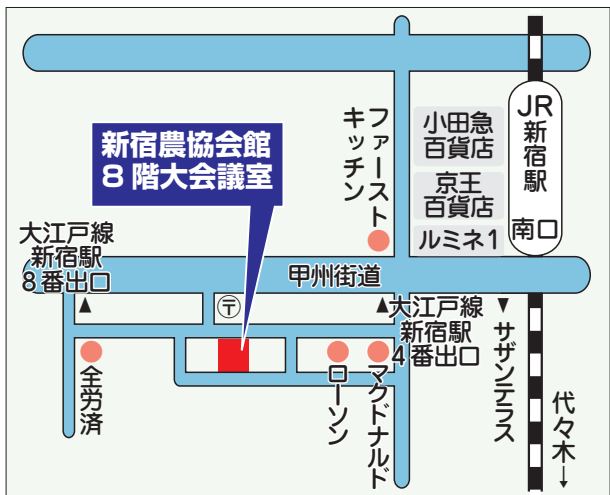 新宿農協会館
8階大会議室
ファースト
キッチン
小田急
百貨店
京王
百貨店
ルミネ1
JR
新宿駅
南口
大江戸線
新宿駅
8番出口
甲州街道
〒
大江戸線
新宿駅
4番出口
サザンテラス
全労済
ローソン
マクドナルド
代々木→